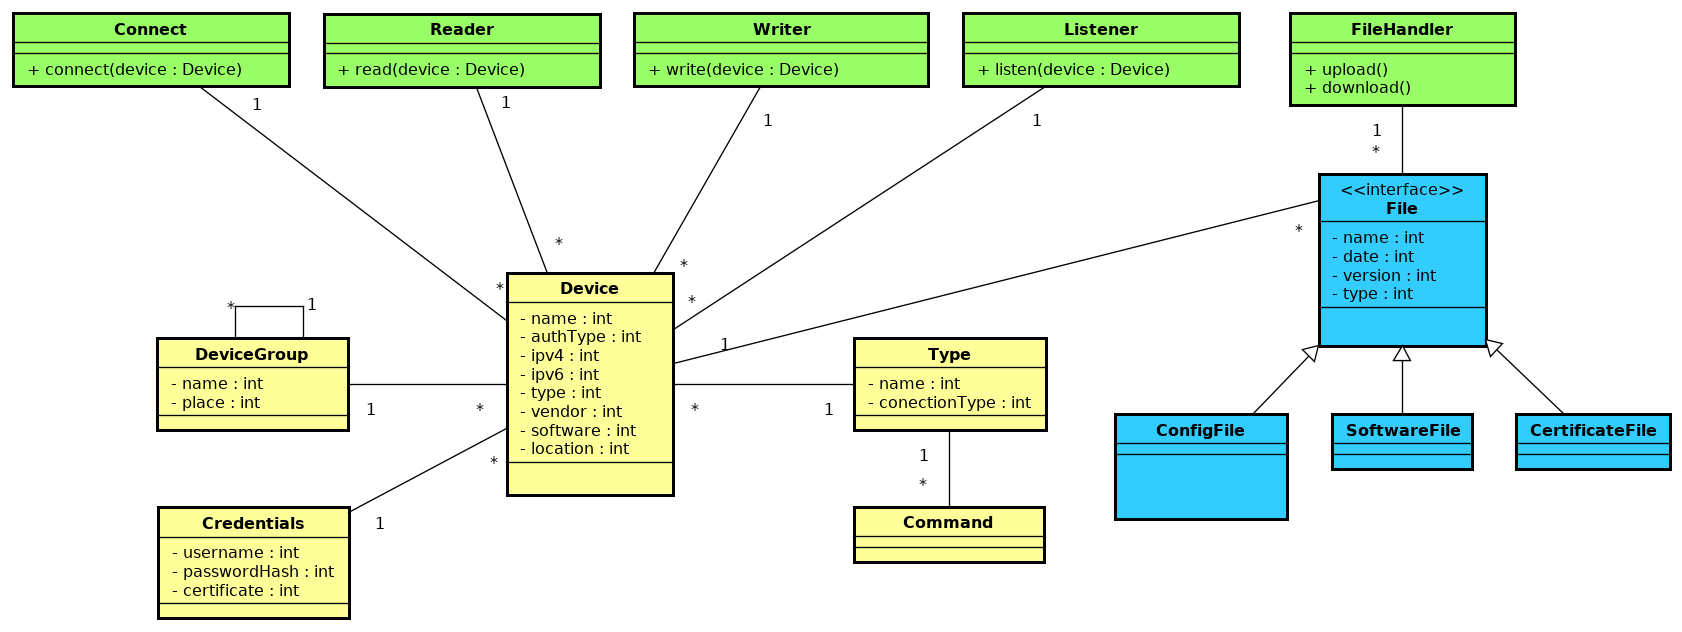 Connect
+ connect(device : Device)
1
Reader
+ read(device : Device)
1
Writer
+ write(device : Device)
1
Listener
+ listen(device : Device)
1
FileHandler
+ upload()
+ download()
1
*
<<interface>>
File
- name : int
- date : int
- version : int
- type : int
*
*
*
*
*
1
Device
- name : int
- authType : int
- ipv4 : int
- ipv6 : int
- type : int
- vendor : int
- software : int
- location : int
*
1
DeviceGroup
- name : int
- place : int
1
*
*
1
Type
- name : int
- conectionType : int
1
*
Command
*
1
Credentials
- username : int
- passwordHash : int
- certificate : int
ConfigFile
SoftwareFile
CertificateFile